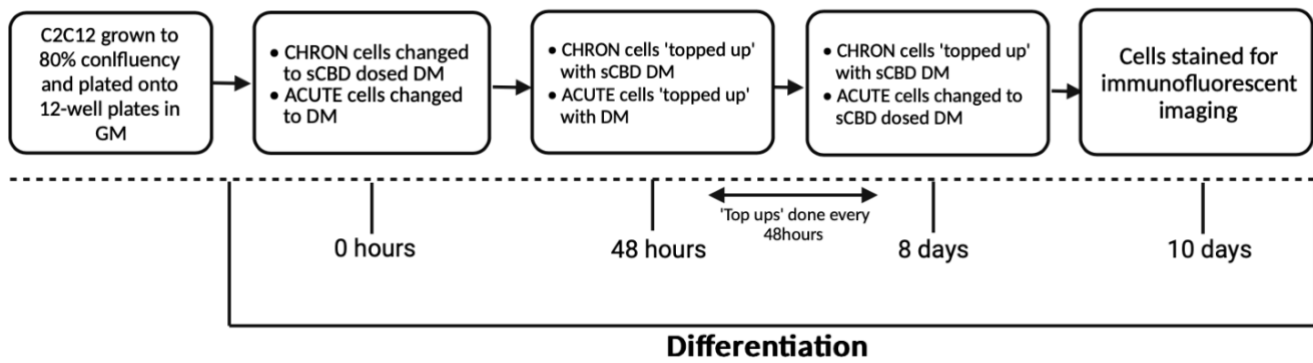 C2C12 grown to
80% conlfluency
and plated onto
12-well plates in
GM
• CHRON cells changed
to sCBD dosed DM
• ACUTE cells changed
to DM
• CHRON cells 'topped up'
with sCBD DM
• ACUTE cells 'topped up'
with DM
• CHRON cells 'topped up'
with sCBD DM
• ACUTE cells changed to
sCBD dosed DM
Cells stained for
immunofluorescent
imaging
'Top ups' done every
48hours
0 hours
48 hours
8 days
10 days
Differentiation